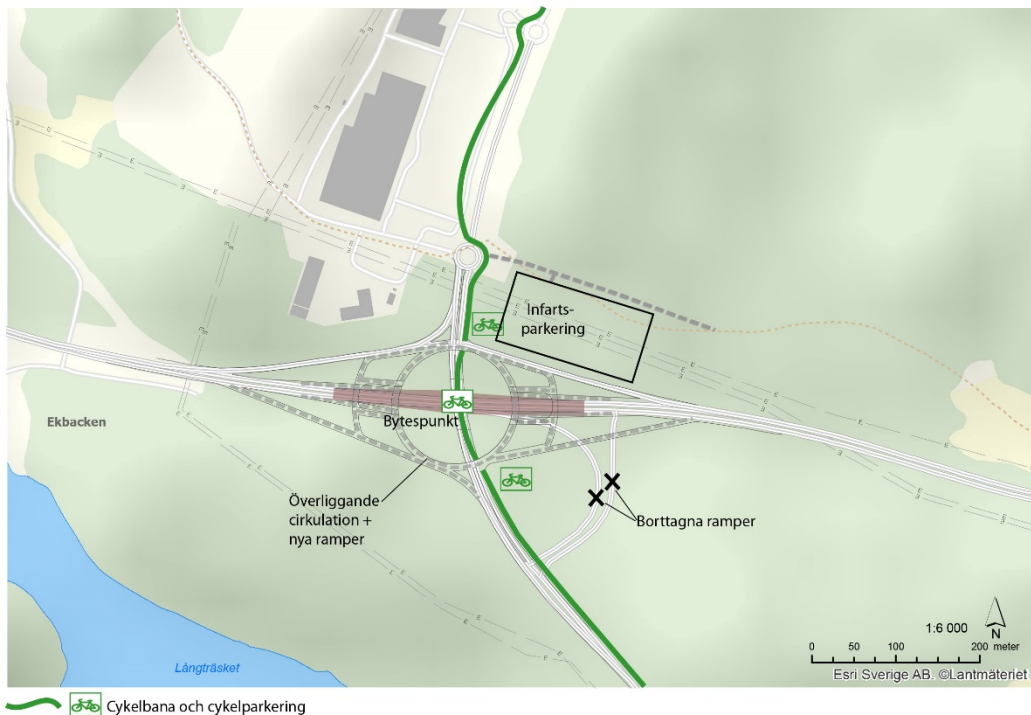 Infarts-
parkering
Bytespunkt
Ekbacken
Överliggande
cirkulation +
nya ramper
Borttagna ramper
Långträsket
1:6 000
N
0 100 200 meter
Esri Sverige AB. ©Lantmäteriet
Cykelbana och cykelparkering